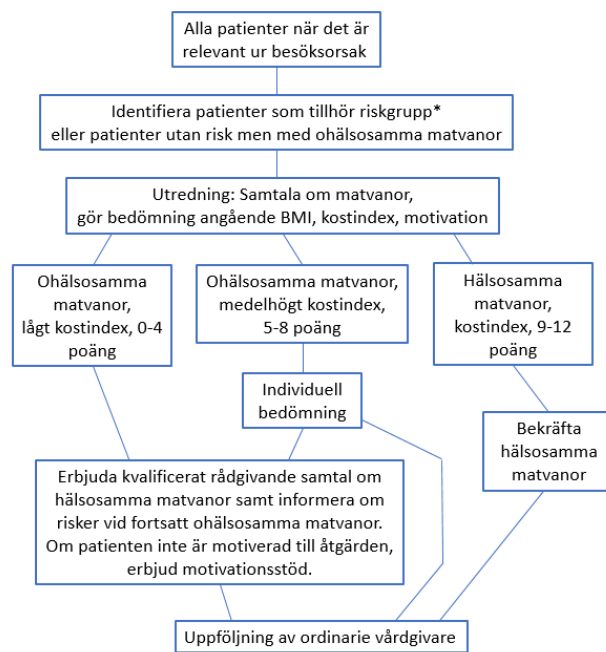 Alla patienter när det är
relevant ur besöksorsak
Identifiera patienter som tillhör riskgrupp*
eller patienter utan risk men med ohälsosamma matvanor
Utredning: Samtala om matvanor,
gör bedömning angående BMI, kostindex, motivation
Ohälsosamma
matvanor,
lågt kostindex, 0-4
poäng
Ohälsosamma matvanor,
medelhögt kostindex,
5-8 poäng
Hälsosamma
matvanor,
kostindex, 9-12
poäng
Individuell
bedömning
Bekräfta
hälsosamma
matvanor
Erbjuda kvalificerat rådgivande samtal om
hälsosamma matvanor samt informera om
risker vid fortsatt ohälsosamma matvanor.
Om patienten inte är motiverad till åtgärden,
erbjud motivationsstöd.
Uppföljning av ordinarie vårdgivare